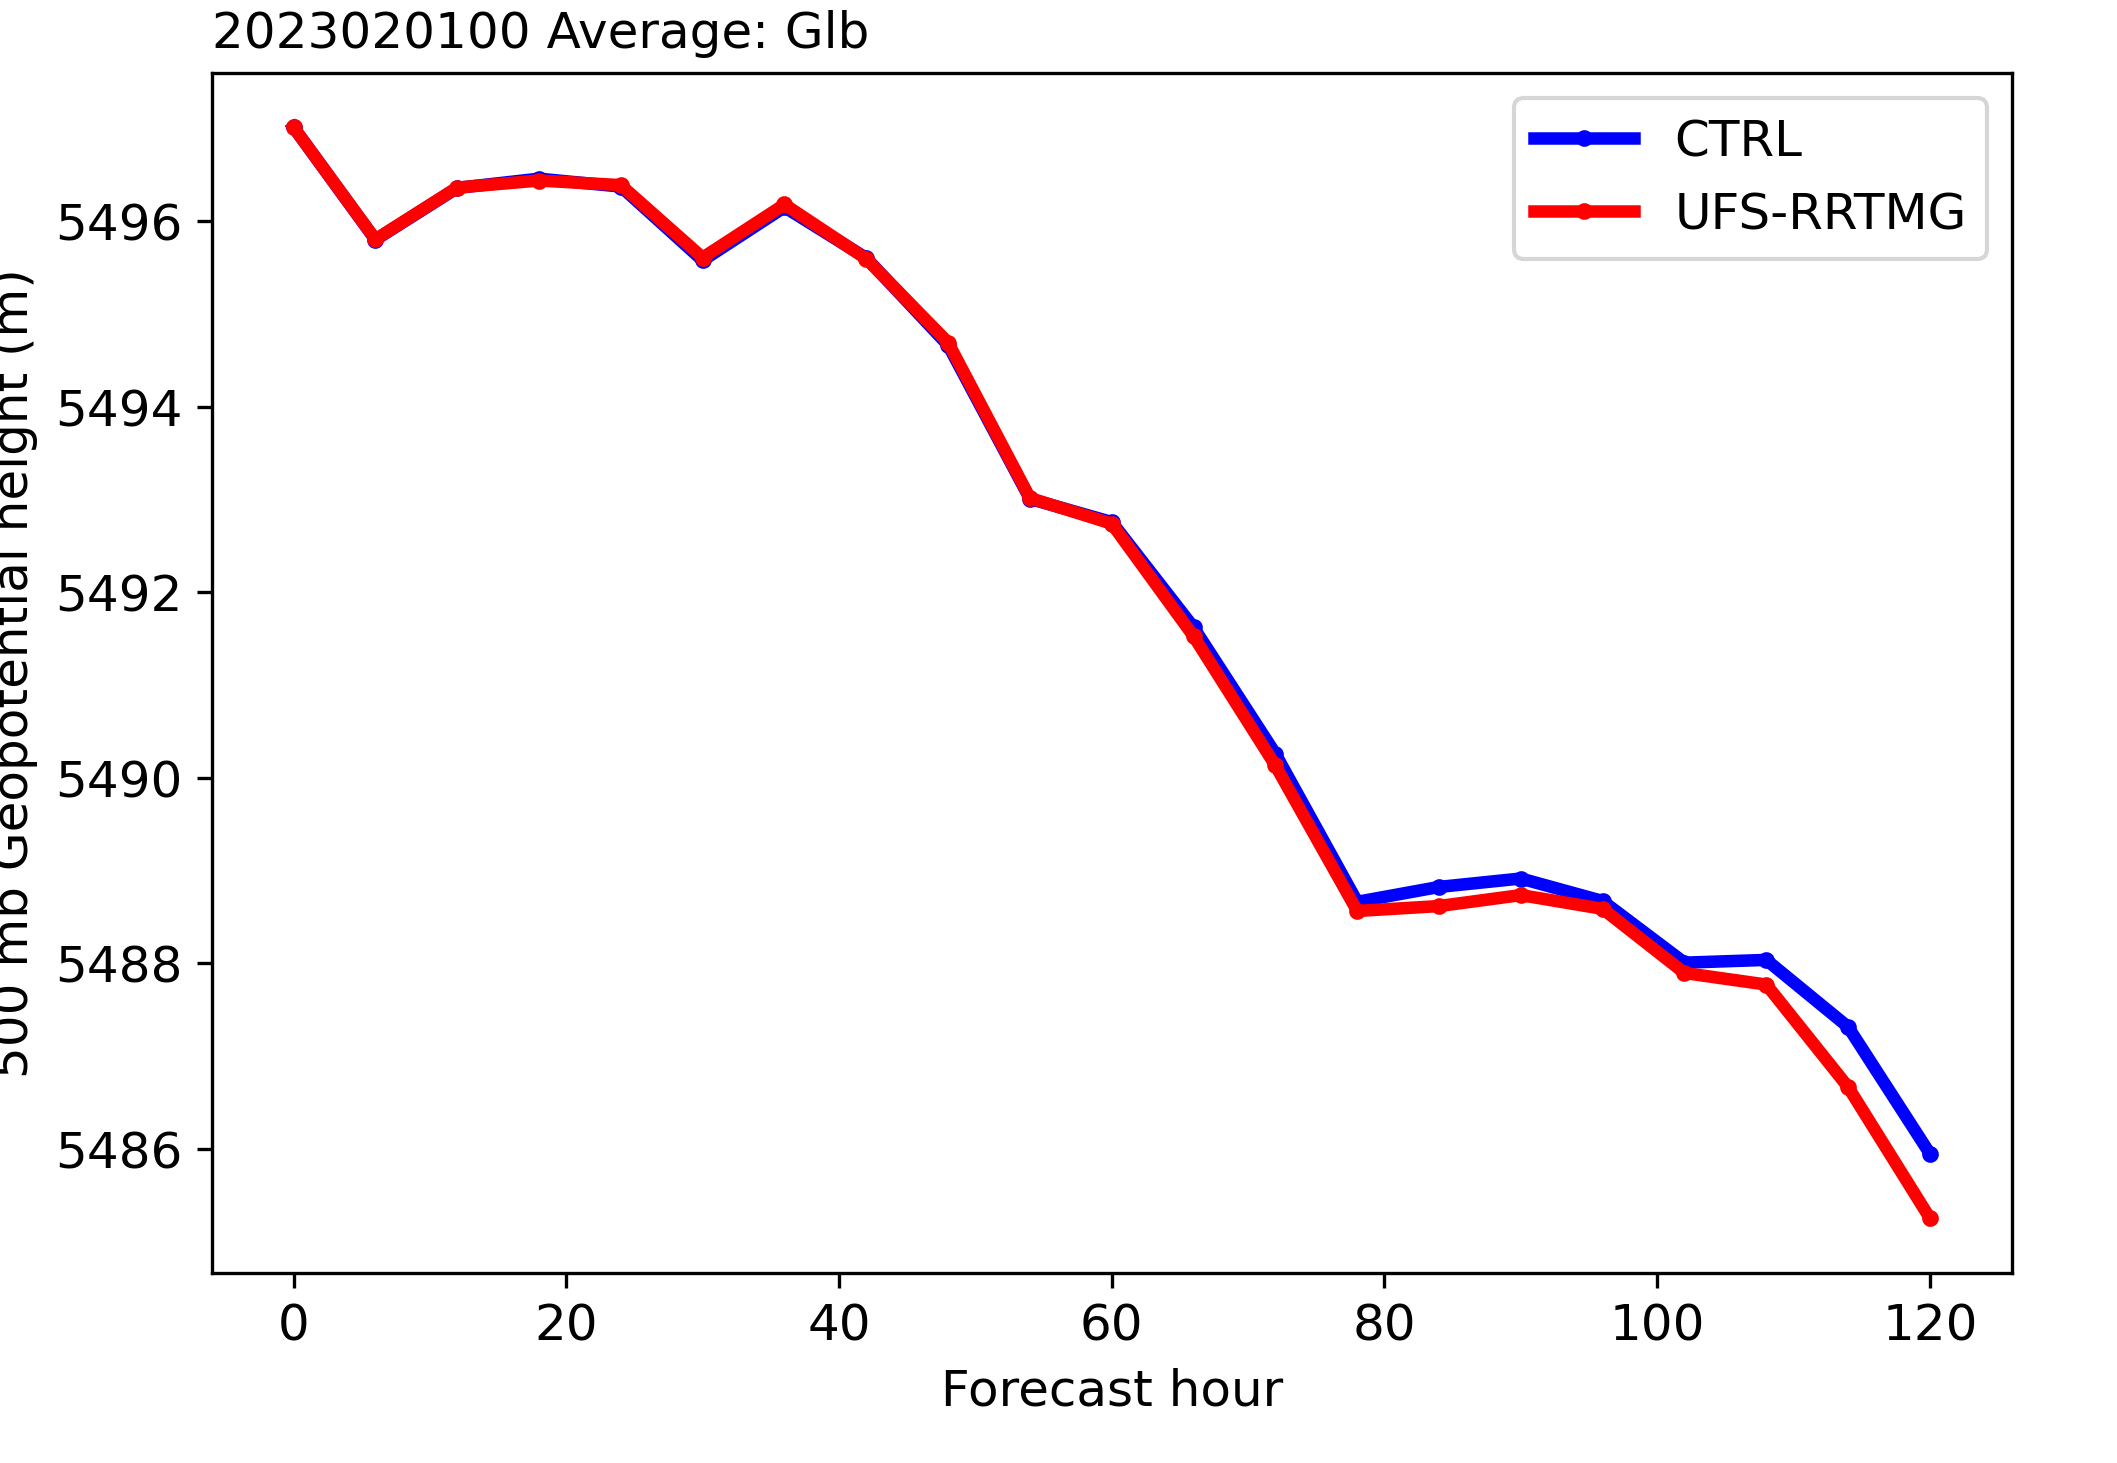 2023020100 Average: Glb
CTRL
UFS-RRTMG
500 mb Geopotential height (m)
5496
5494
5492
5490
5488
5486
0 20 40 60 80 100 120
Forecast hour